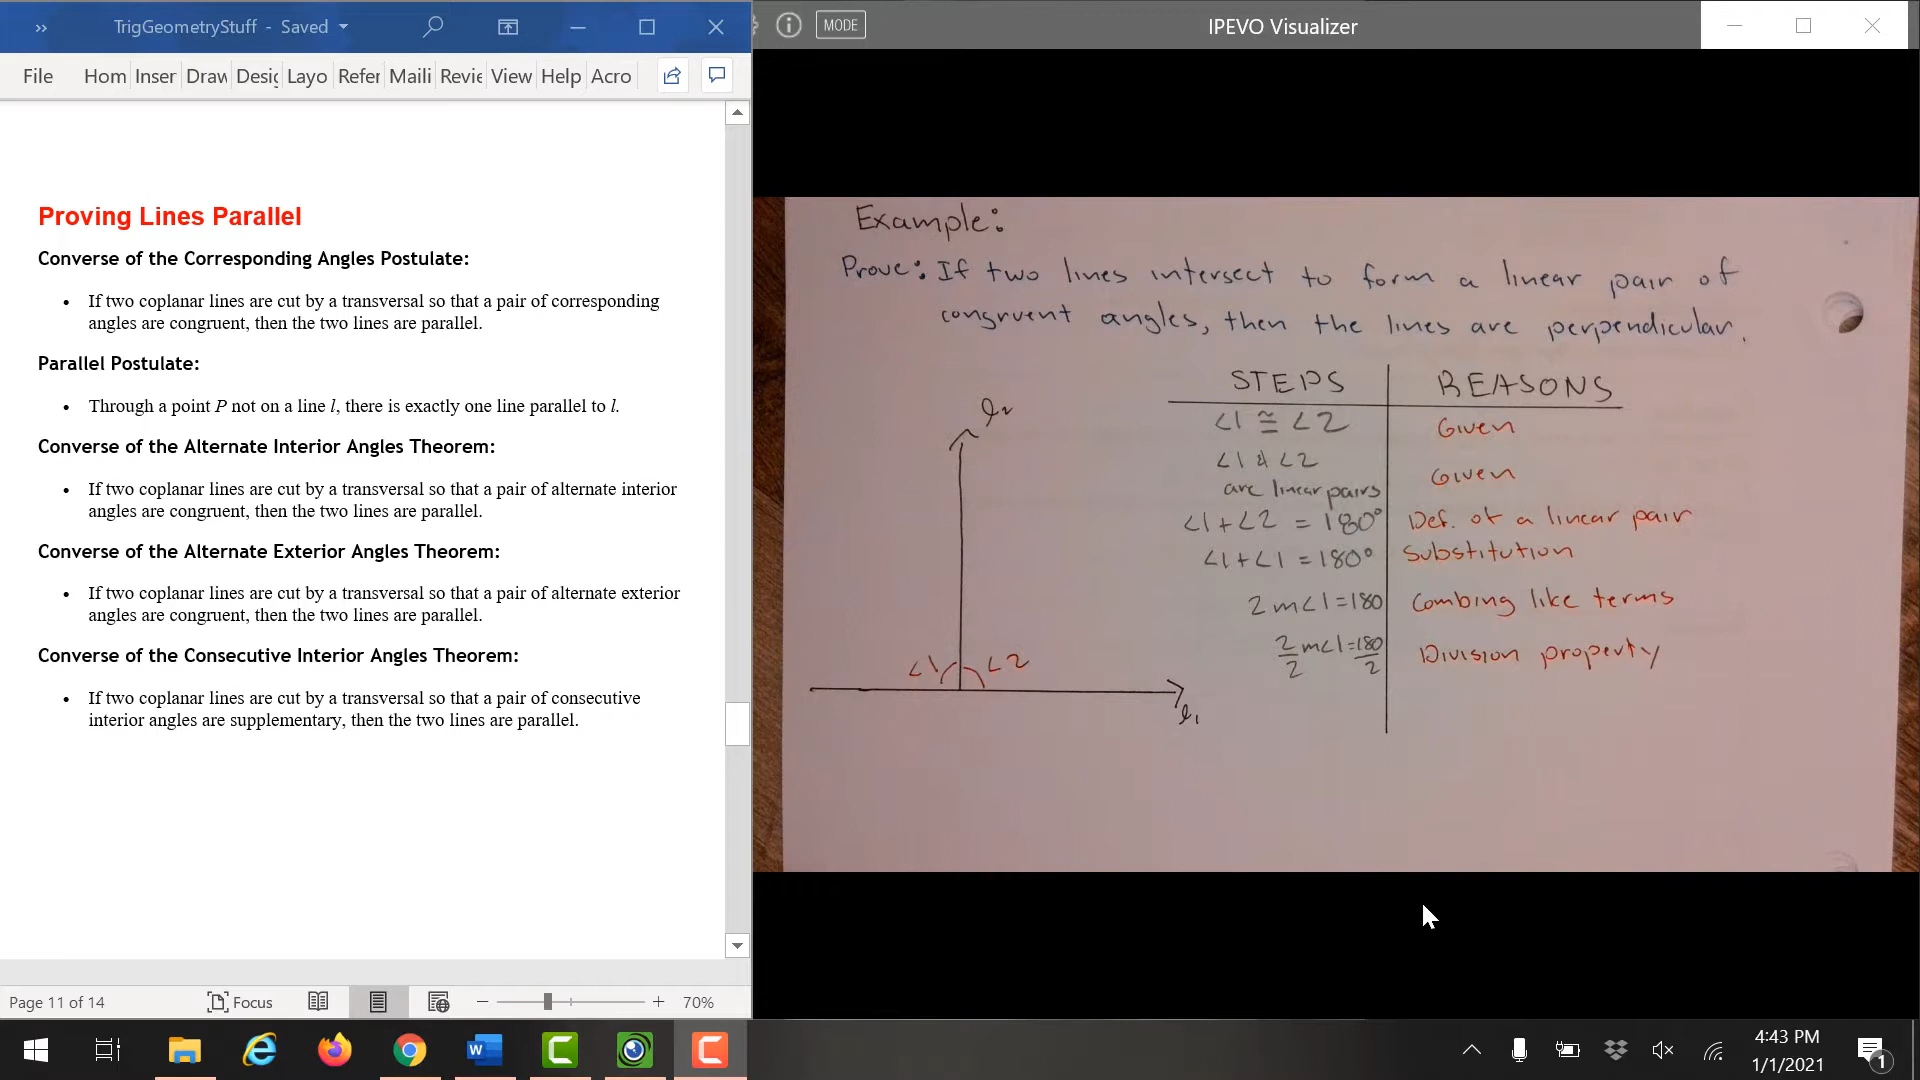 TrigGeometryStuff - Saved
File Hom Inser Draw Desig Layo Refer Maili Revie View Help Acro
Proving Lines Parallel
Converse of the Corresponding Angles Postulate:
• If two coplanar lines are cut by a transversal so that a pair of corresponding
angles are congruent, then the two lines are parallel.
Parallel Postulate:
• Through a point P not on a line l, there is exactly one line parallel to l.
Converse of the Alternate Interior Angles Theorem:
• If two coplanar lines are cut by a transversal so that a pair of alternate interior
angles are congruent, then the two lines are parallel.
Converse of the Alternate Exterior Angles Theorem:
• If two coplanar lines are cut by a transversal so that a pair of alternate exterior
angles are congruent, then the two lines are parallel.
Converse of the Consecutive Interior Angles Theorem:
• If two coplanar lines are cut by a transversal so that a pair of consecutive
interior angles are supplementary, then the two lines are parallel.
Page 11 of 14 Focus 70%
MODE IPEVO Visualizer
Example:
Prove: If two lines intersect to form a linear pair of
congruent angles, then the lines are perpendicular.
STEPS REASONS
∠1 ≅ ∠2 Given
∠1 & ∠2
are linear pairs Given
∠1+∠2 = 180° Def. of a linear pair
∠1+∠1 = 180° Substitution
2m∠1=180 Combing like terms
2/2 m∠1=180/2 Division property
l₂
∠1 ∠2
l₁
4:43 PM
1/1/2021
1